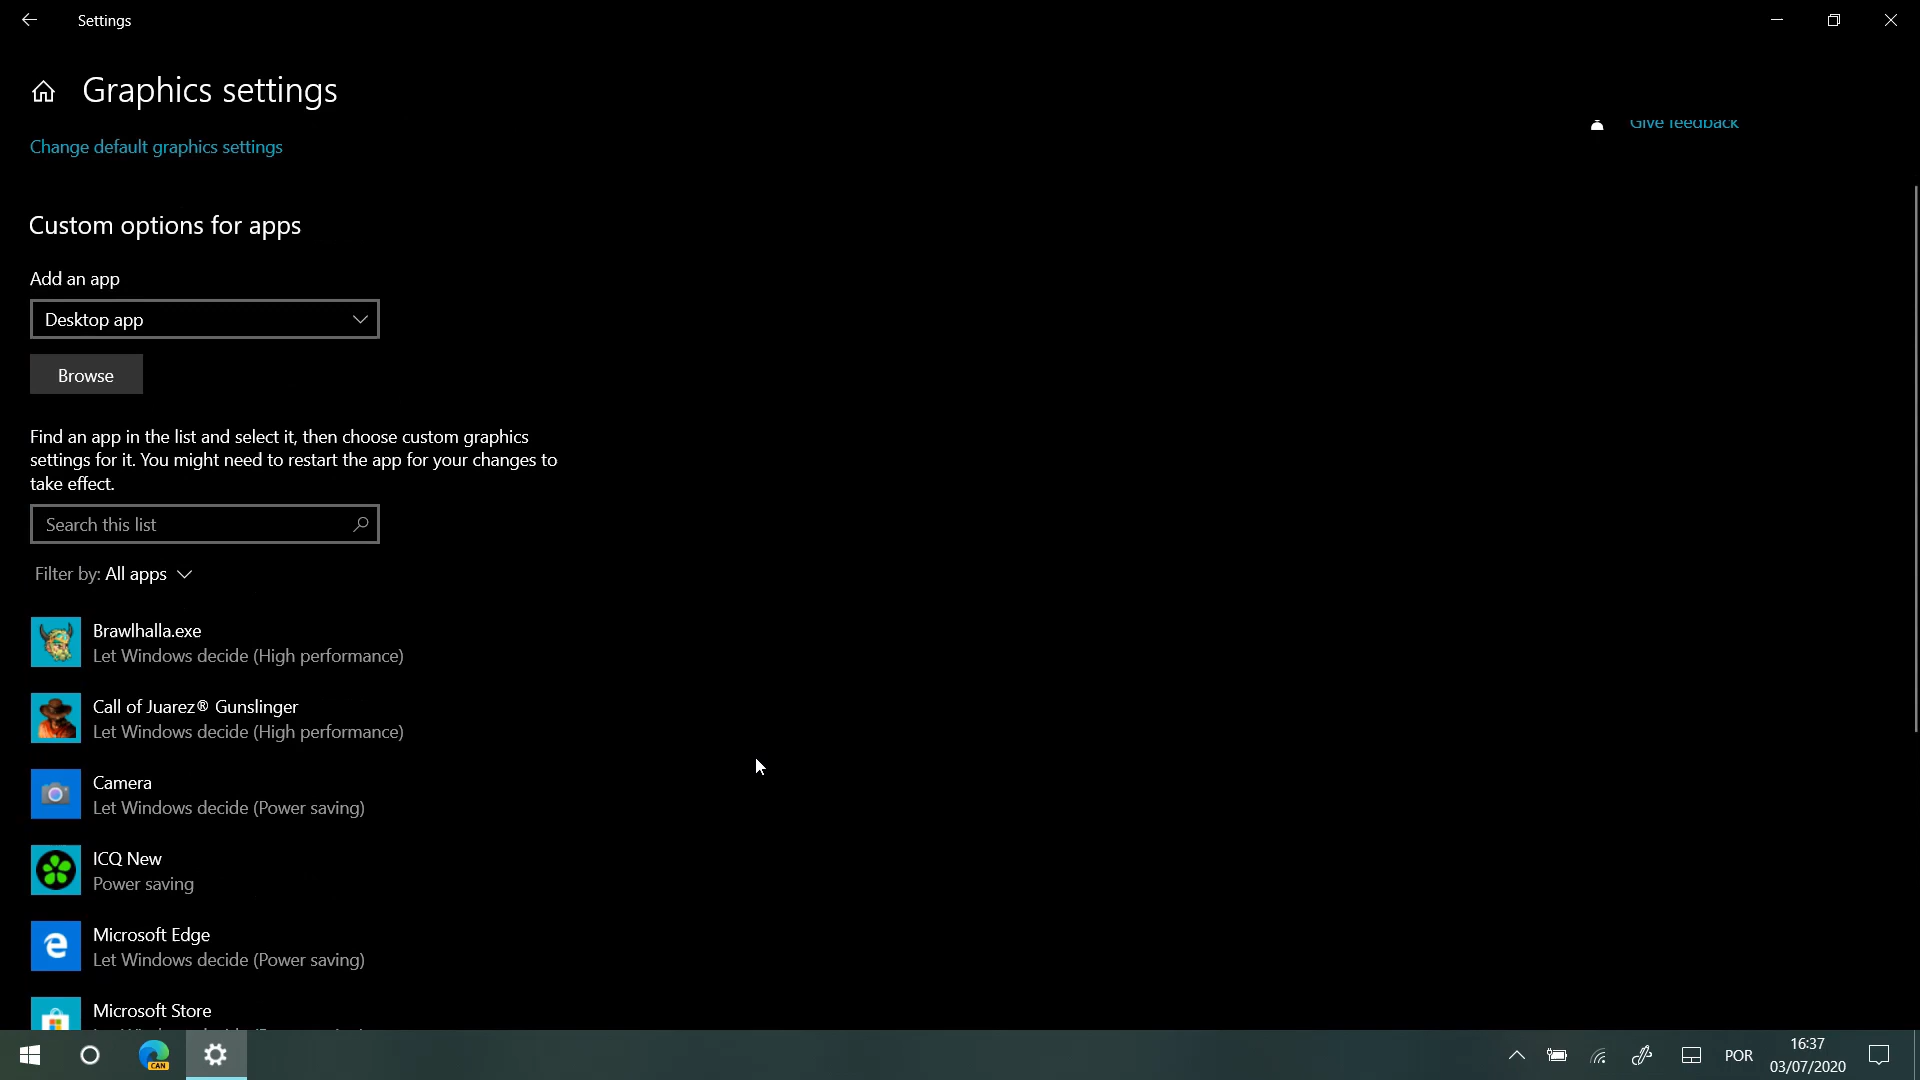 Settings
Graphics settings
Give feedback
Change default graphics settings
Custom options for apps
Add an app
Desktop app
Browse
Find an app in the list and select it, then choose custom graphics
settings for it. You might need to restart the app for your changes to
take effect.
Search this list
Filter by: All apps
Brawlhalla.exe
Let Windows decide (High performance)
Call of Juarez® Gunslinger
Let Windows decide (High performance)
Camera
Let Windows decide (Power saving)
ICQ New
Power saving
Microsoft Edge
Let Windows decide (Power saving)
Microsoft Store
CAN
POR
16:37
03/07/2020